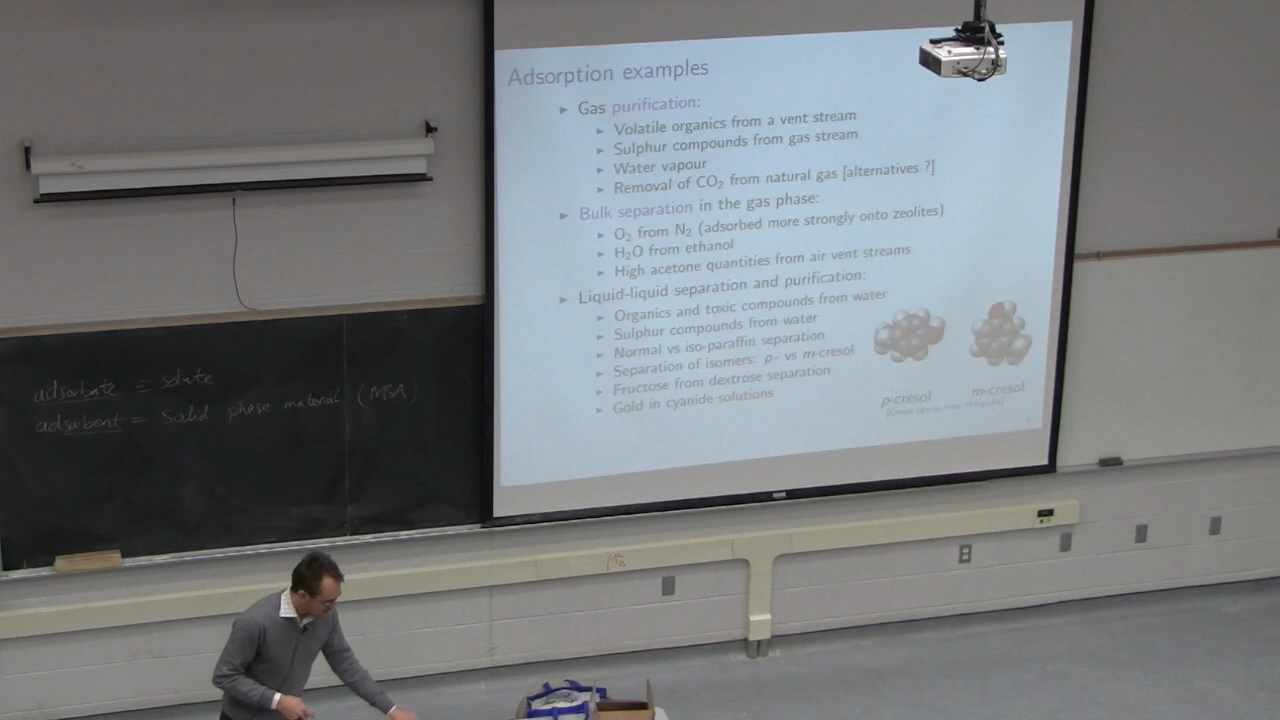 adsorbate = solute
adsorbent = Solid phase material (MSA)
Adsorption examples
► Gas purification:
► Volatile organics from a vent stream
► Sulphur compounds from gas stream
► Water vapour
► Removal of CO₂ from natural gas [alternatives ?]
► Bulk separation in the gas phase:
► O₂ from N₂ (adsorbed more strongly onto zeolites)
► H₂O from ethanol
► High acetone quantities from air vent streams
► Liquid-liquid separation and purification:
► Organics and toxic compounds from water
► Sulphur compounds from water
► Normal vs iso-paraffin separation
► Separation of isomers: p- vs m-cresol
► Fructose from dextrose separation
► Gold in cyanide solutions
p-cresol
m-cresol